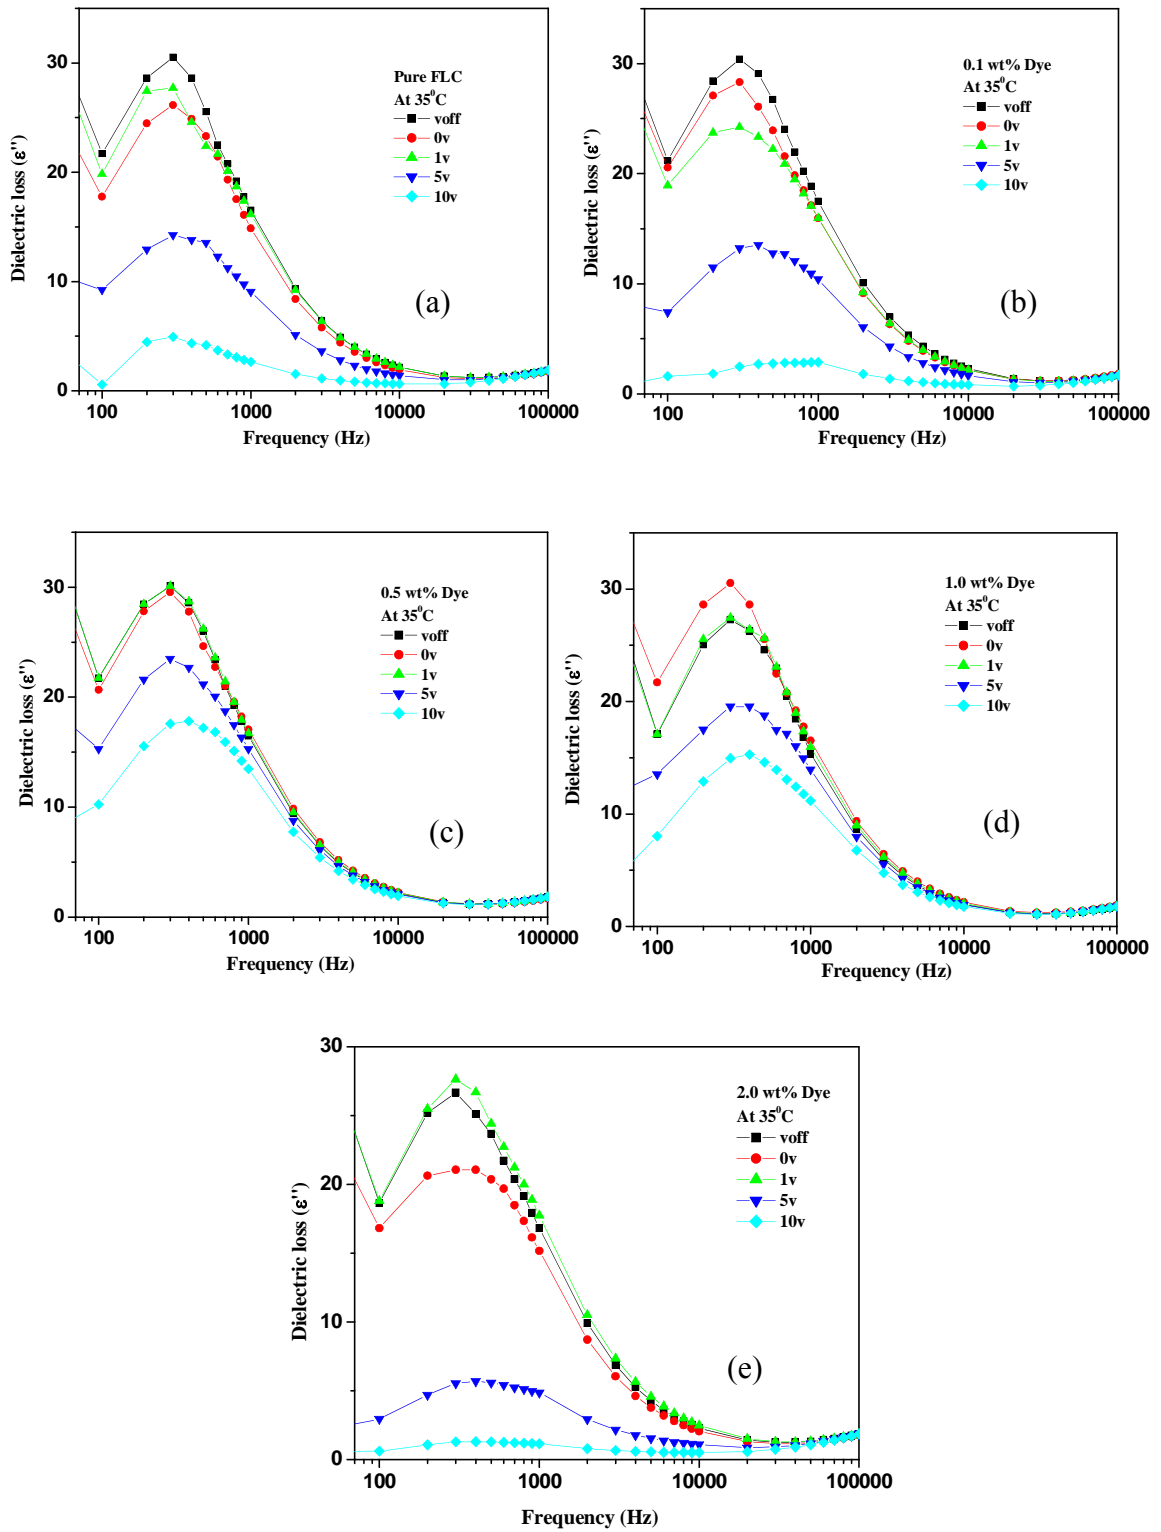 30
20
10
0
100
1000
10000
100000
Dielectric loss (ε")
Frequency (Hz)
Pure FLC
At 35⁰C
voff
0v
1v
5v
10v
(a)
30
20
10
0
100
1000
10000
100000
Dielectric loss (ε")
Frequency (Hz)
0.1 wt% Dye
At 35⁰C
voff
0v
1v
5v
10v
(b)
30
20
10
0
100
1000
10000
100000
Dielectric loss (ε")
Frequency (Hz)
0.5 wt% Dye
At 35⁰C
voff
0v
1v
5v
10v
(c)
30
20
10
0
100
1000
10000
100000
Dielectric loss (ε")
Frequency (Hz)
1.0 wt% Dye
At 35⁰C
voff
0v
1v
5v
10v
(d)
30
20
10
0
100
1000
10000
100000
Dielectric loss (ε")
Frequency (Hz)
2.0 wt% Dye
At 35⁰C
voff
0v
1v
5v
10v
(e)